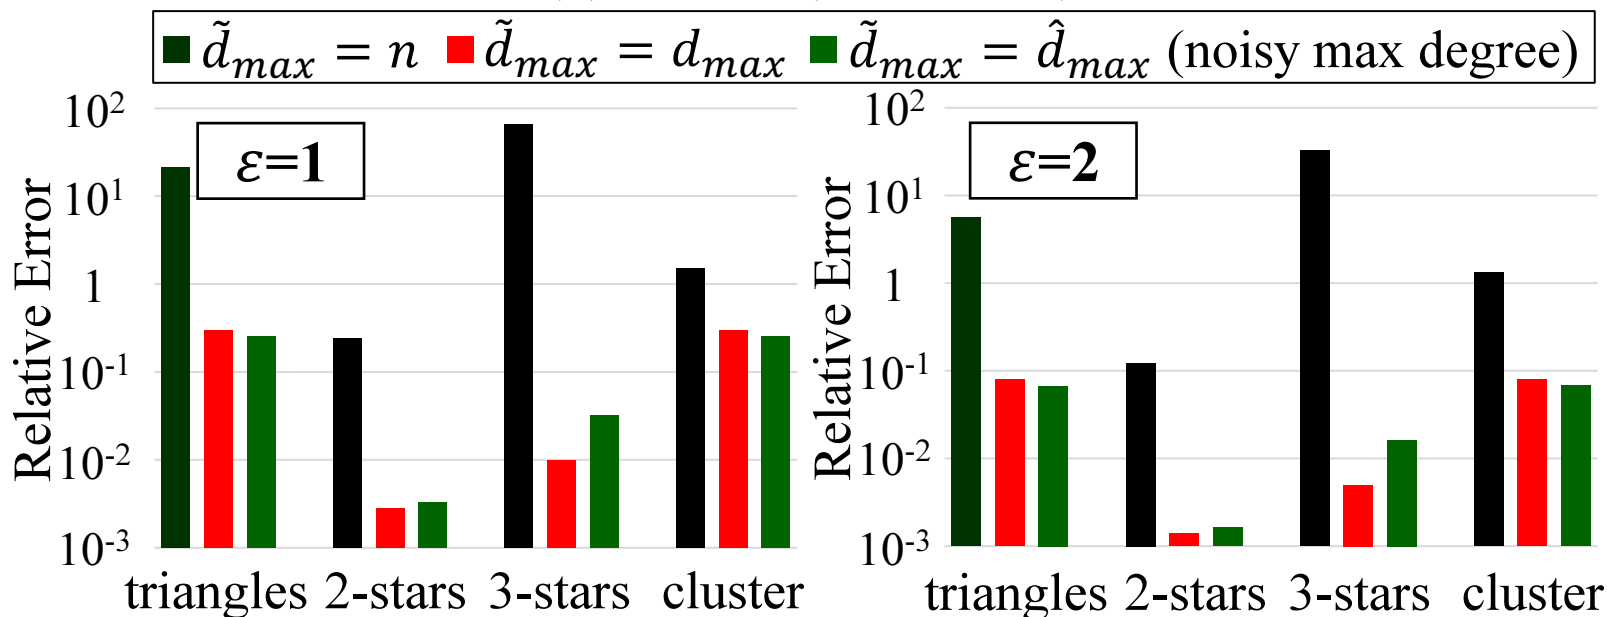 d̃max = n d̃max = dmax d̃max = d̂max (noisy max degree)
Relative Error
10²
10¹
1
10⁻¹
10⁻²
10⁻³
ε=1
triangles 2-stars 3-stars cluster
Relative Error
10²
10¹
1
10⁻¹
10⁻²
10⁻³
ε=2
triangles 2-stars 3-stars cluster